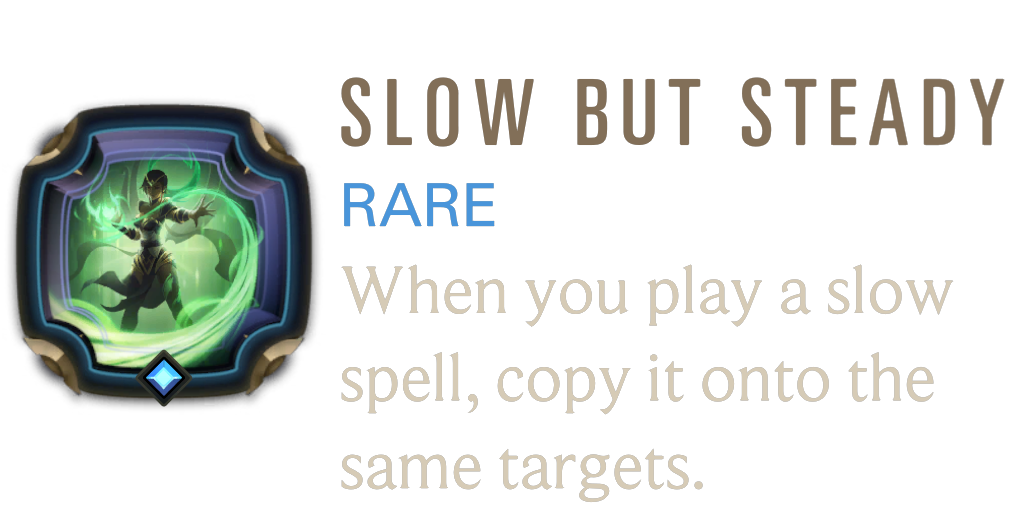 SLOW BUT STEADY
RARE
When you play a slow
spell, copy it onto the
same targets.